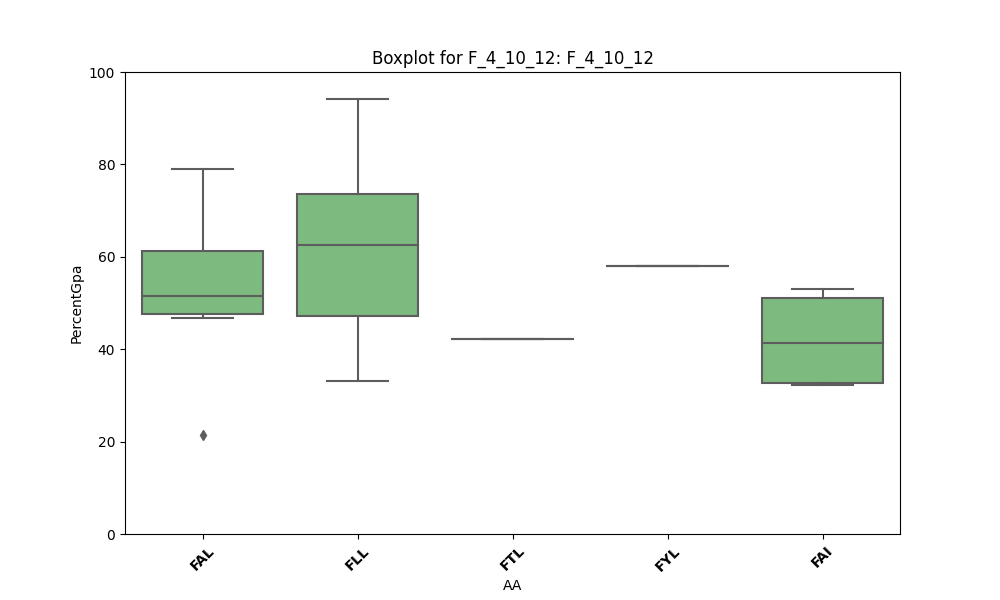 Boxplot for F_4_10_12: F_4_10_12
100
80
60
40
20
0
PercentGpa
FAL
FLL
FTL
FYL
FAI
AA